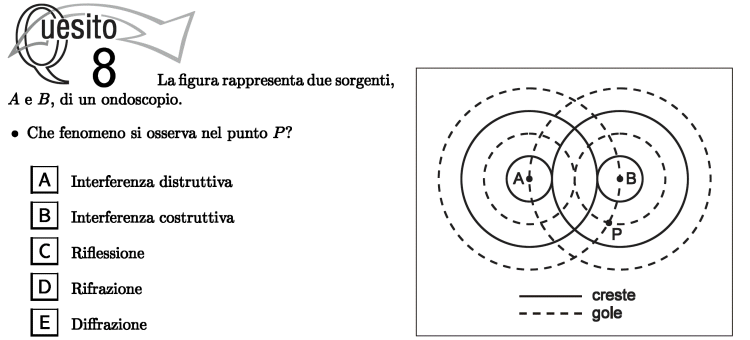 Quesito
8 La figura rappresenta due sorgenti,
A e B, di un ondoscopio.
• Che fenomeno si osserva nel punto P?
A Interferenza distruttiva
B Interferenza costruttiva
C Riflessione
D Rifrazione
E Diffrazione
A B
P
creste
gole